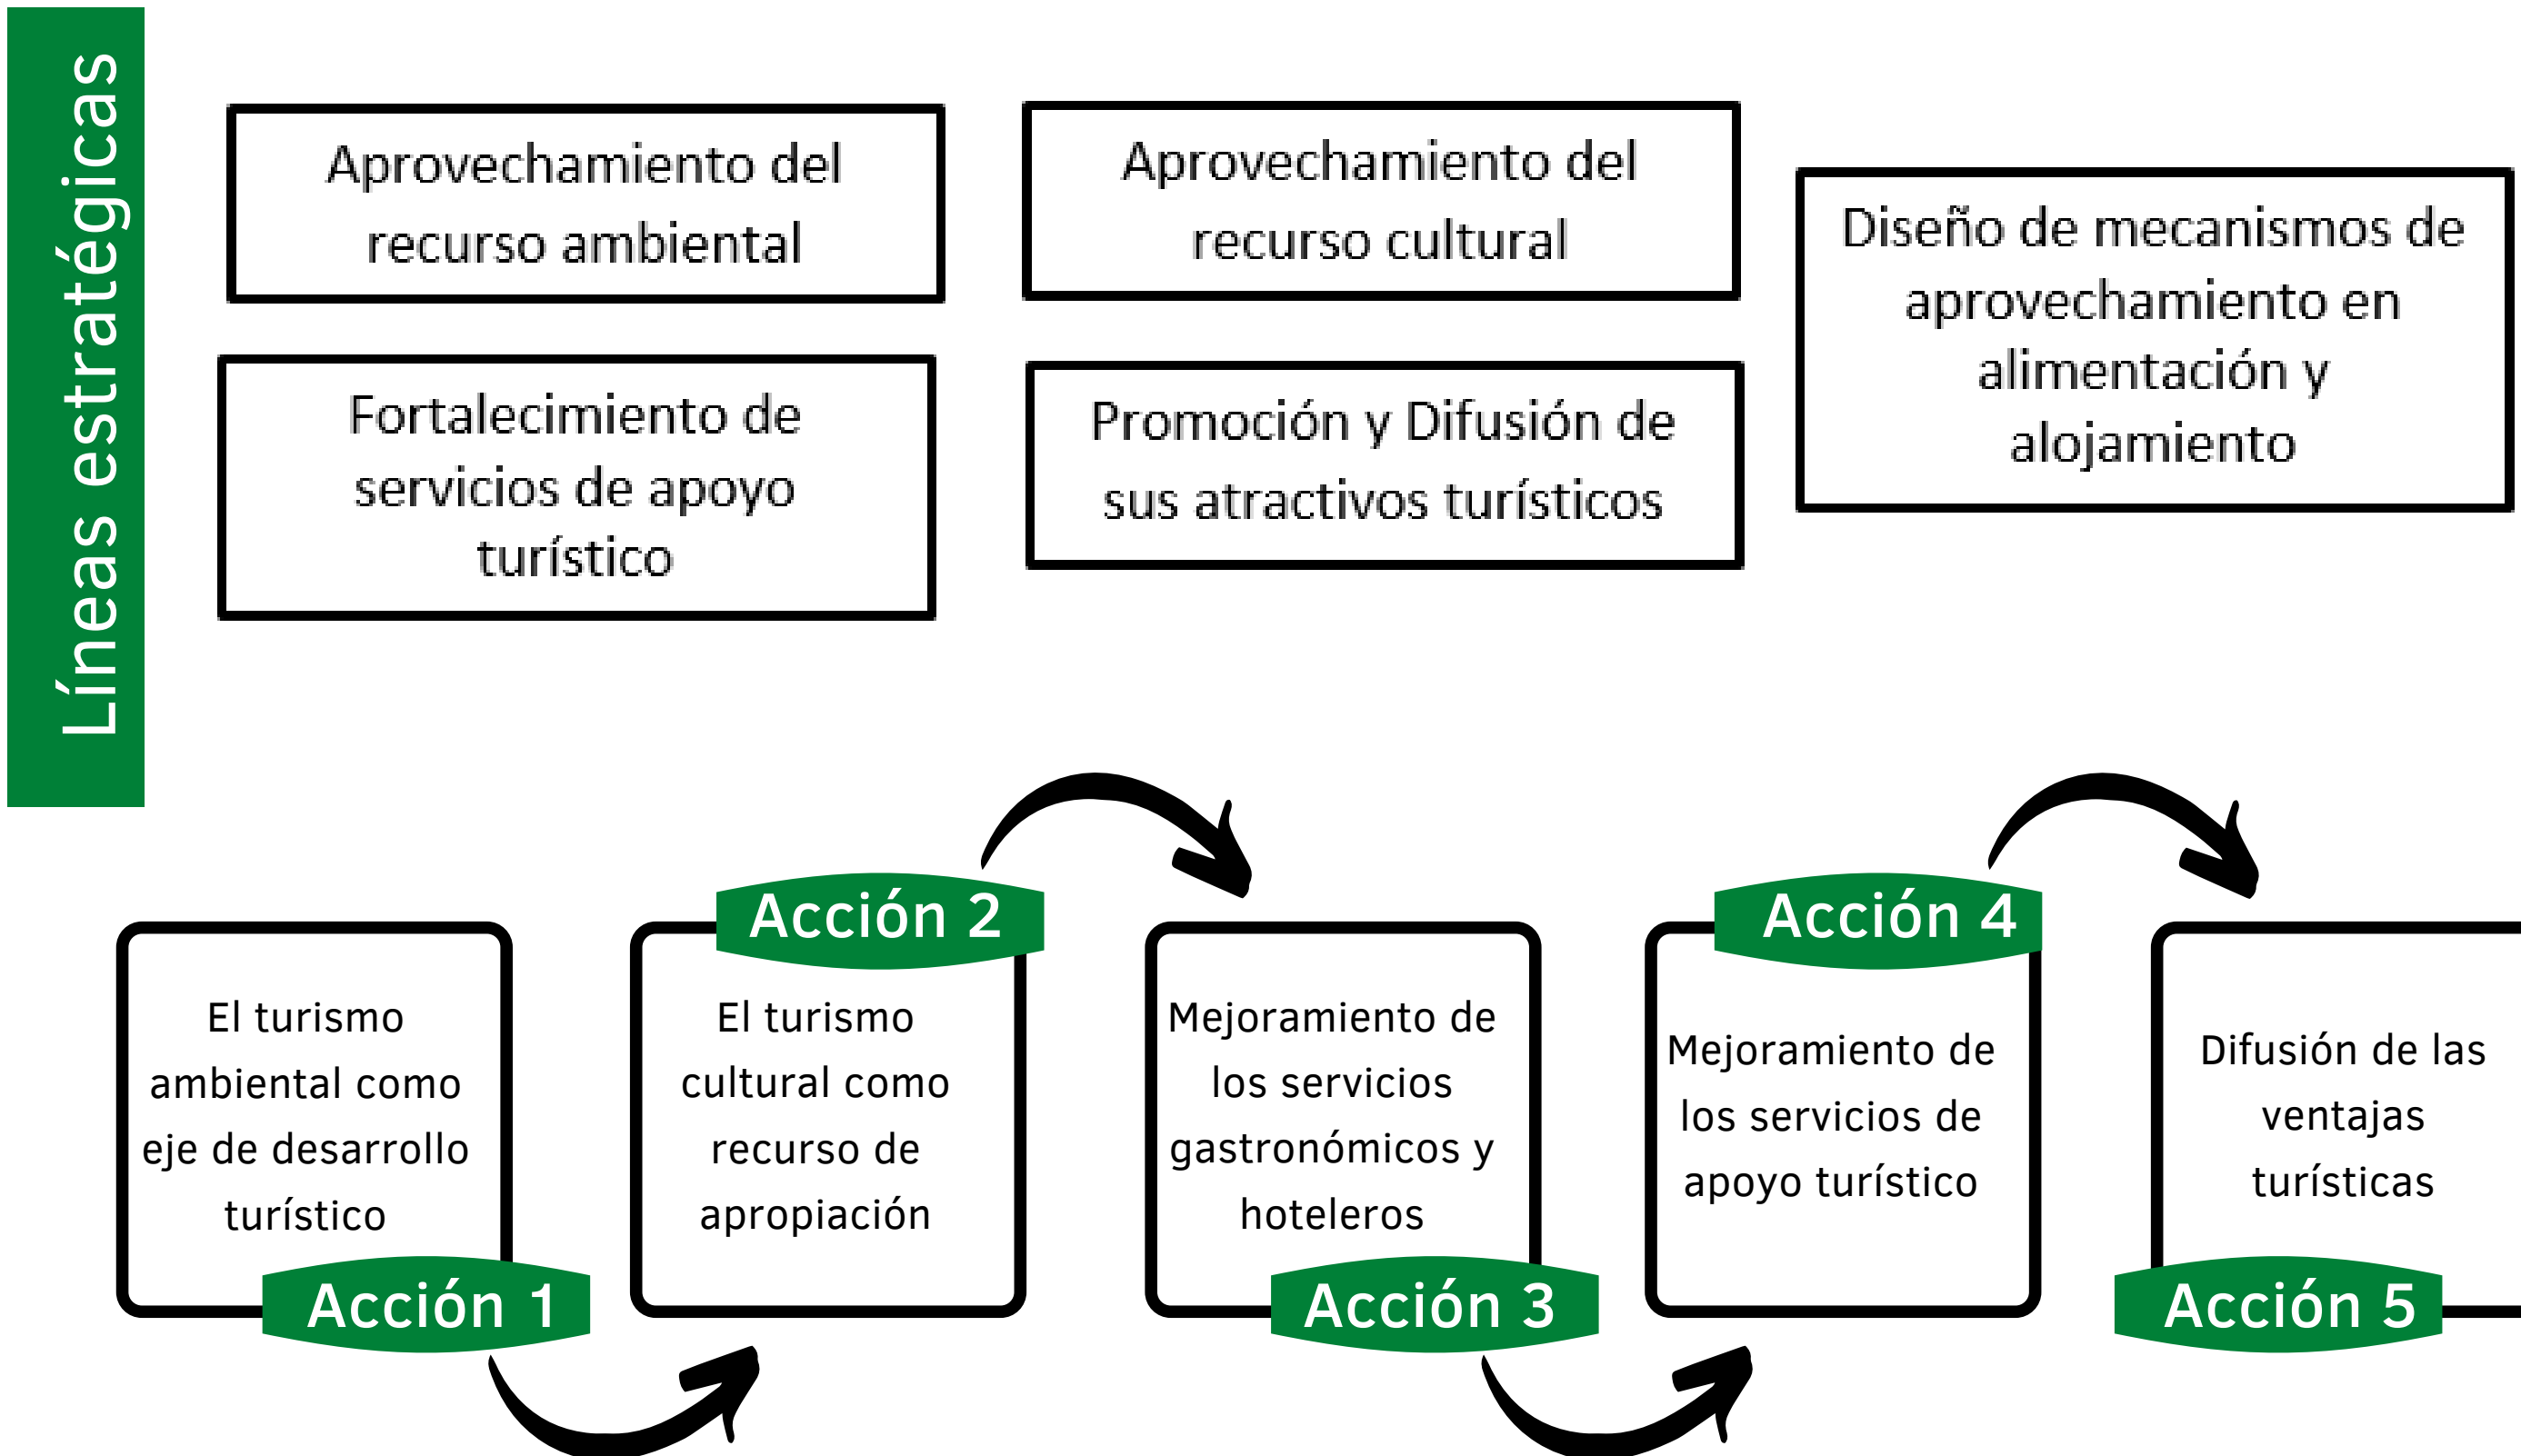 Líneas estratégicas
Aprovechamiento del
recurso ambiental
Aprovechamiento del
recurso cultural
Diseño de mecanismos de
aprovechamiento en
alimentación y
alojamiento
Fortalecimiento de
servicios de apoyo
turístico
Promoción y Difusión de
sus atractivos turísticos
El turismo
ambiental como
eje de desarrollo
turístico
Acción 1
Acción 2
El turismo
cultural como
recurso de
apropiación
Mejoramiento de
los servicios
gastronómicos y
hoteleros
Acción 3
Acción 4
Mejoramiento de
los servicios de
apoyo turístico
Difusión de las
ventajas
turísticas
Acción 5